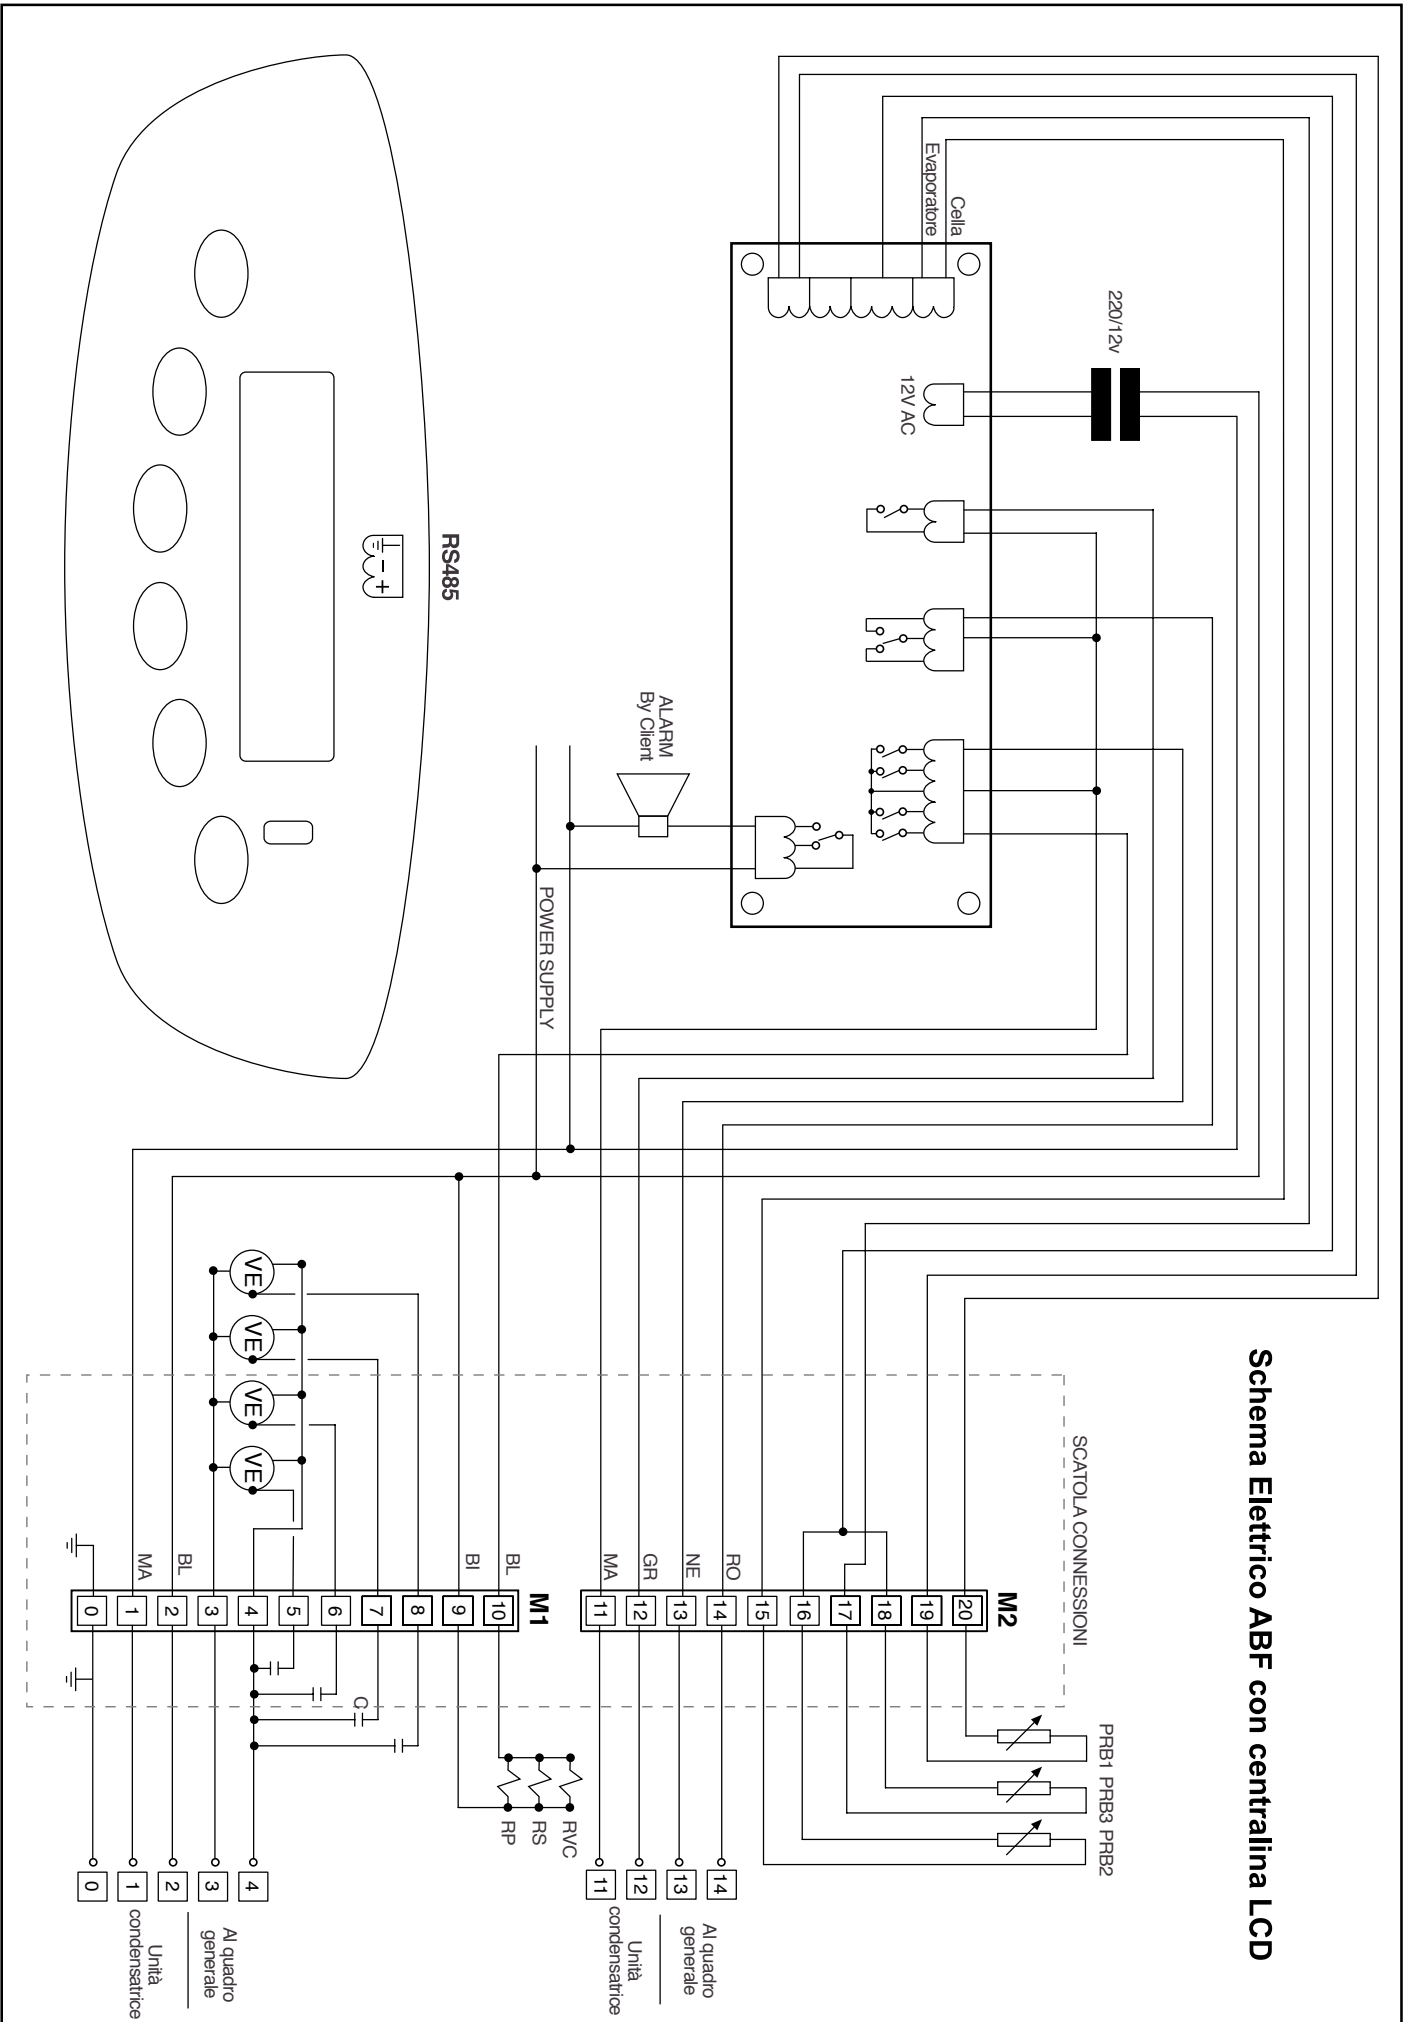 Schema Elettrico ABF con centralina LCD
Cella
Evaporatore
220/12v
12V AC
RS485
ALARM
By Client
POWER SUPPLY
SCATOLA CONNESSIONI
PRB1 PRB3 PRB2
M2
20
19
18
17
16
15
14
13
12
11
RO
NE
GR
MA
M1
10
9
8
7
6
5
4
3
2
1
0
BL
BI
BL
MA
VE
VE
VE
VE
C
RVC
RS
RP
14
13
12
11
Al quadro
generale
Unità
condensatrice
4
3
2
1
0
Al quadro
generale
Unità
condensatrice